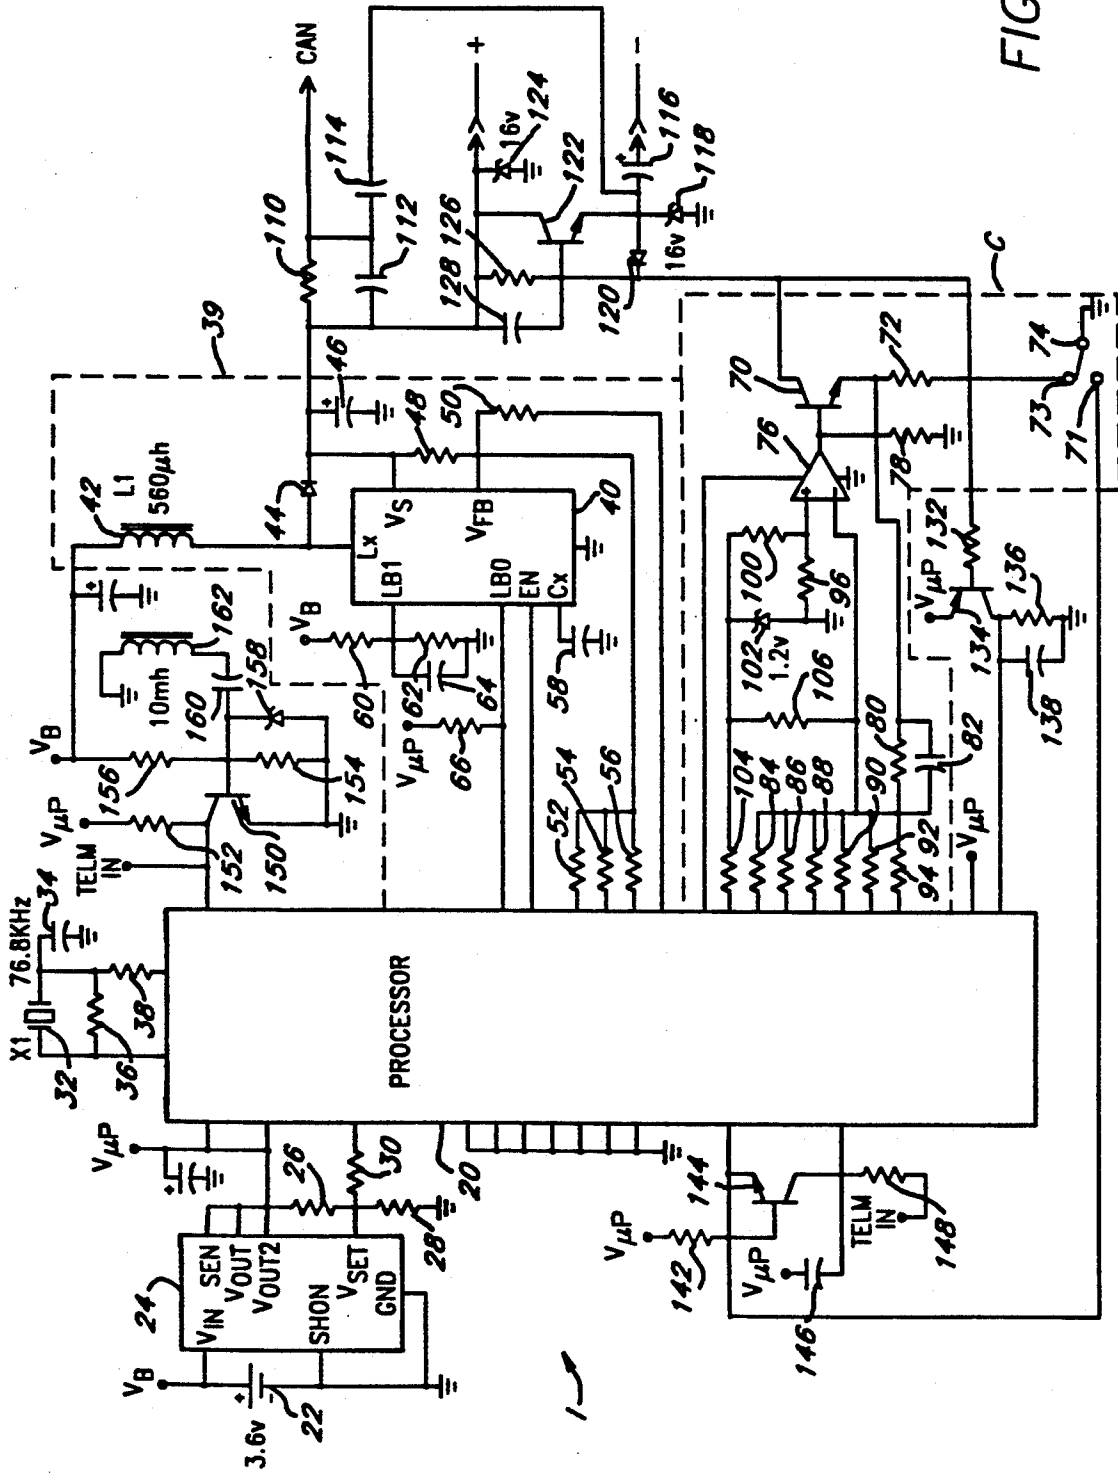 FIG
CAN
110
114
112
+
16v
124
122
128
126
-
+
116
118
16v
120
39
42
L1
560µh
44
46
+
48
50
40
Lx
VS
VFB
LB1
LB0
EN
Cx
VB
60
62
64
VµP
66
58
54
52
56
+
162
10mh
160
158
VB
156
154
VµP
152
150
TELM
IN
76.8KHz
34
X1
32
36
38
C
70
72
74
73
71
76
78
+
-
100
96
102
1.2v
106
104
84
86
88
90
92
94
80
82
VµP
132
VµP
134
136
138
PROCESSOR
20
VµP
+
26
30
28
24
VIN
SEN
VOUT
VOUT2
VSET
SHON
GND
VB
3.6v
+
-
22
1
144
VµP
142
VµP
146
TELM
IN
148